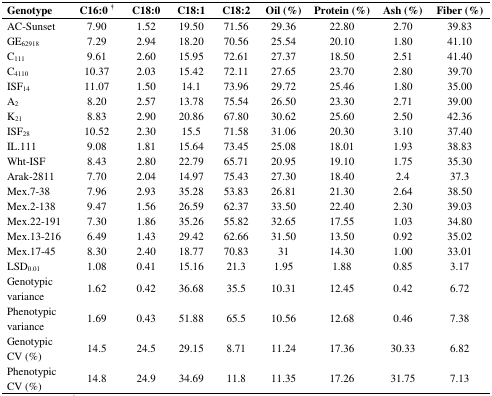 Genotype C16:0 † C18:0 C18:1 C18:2 Oil (%) Protein (%) Ash (%) Fiber (%)
AC-Sunset 7.90 1.52 19.50 71.56 29.36 22.80 2.70 39.83
GE62918 7.29 2.94 18.20 70.56 25.54 20.10 1.80 41.10
C111 9.61 2.60 15.95 72.61 27.37 18.50 2.51 41.40
C4110 10.37 2.03 15.42 72.11 27.65 23.70 2.80 39.70
ISF14 11.07 1.50 14.1 73.96 29.72 25.46 1.80 35.00
A2 8.20 2.57 13.78 75.54 26.50 23.30 2.71 39.00
K21 8.83 2.90 20.86 67.80 30.62 25.60 2.50 42.36
ISF28 10.52 2.30 15.5 71.58 31.06 20.30 3.10 37.40
IL.111 9.08 1.81 15.64 73.45 25.08 18.01 1.93 38.83
Wht-ISF 8.43 2.80 22.79 65.71 20.95 19.10 1.75 35.30
Arak-2811 7.70 2.04 14.97 75.43 27.30 18.40 2.4 37.3
Mex.7-38 7.96 2.93 35.28 53.83 26.81 21.30 2.64 38.50
Mex.2-138 9.47 1.56 26.59 62.37 33.50 22.40 2.30 39.03
Mex.22-191 7.30 1.86 35.26 55.82 32.65 17.55 1.03 34.80
Mex.13-216 6.49 1.43 29.42 62.66 31.50 13.50 0.92 35.02
Mex.17-45 8.30 2.40 18.77 70.83 31 14.30 1.00 33.01
LSD0.01 1.08 0.41 15.16 21.3 1.95 1.88 0.85 3.17
Genotypic
variance 1.62 0.42 36.68 35.5 10.31 12.45 0.42 6.72
Phenotypic
variance 1.69 0.43 51.88 65.5 10.56 12.68 0.46 7.38
Genotypic
CV (%) 14.5 24.5 29.15 8.71 11.24 17.36 30.33 6.82
Phenotypic
CV (%) 14.8 24.9 34.69 11.8 11.35 17.26 31.75 7.13